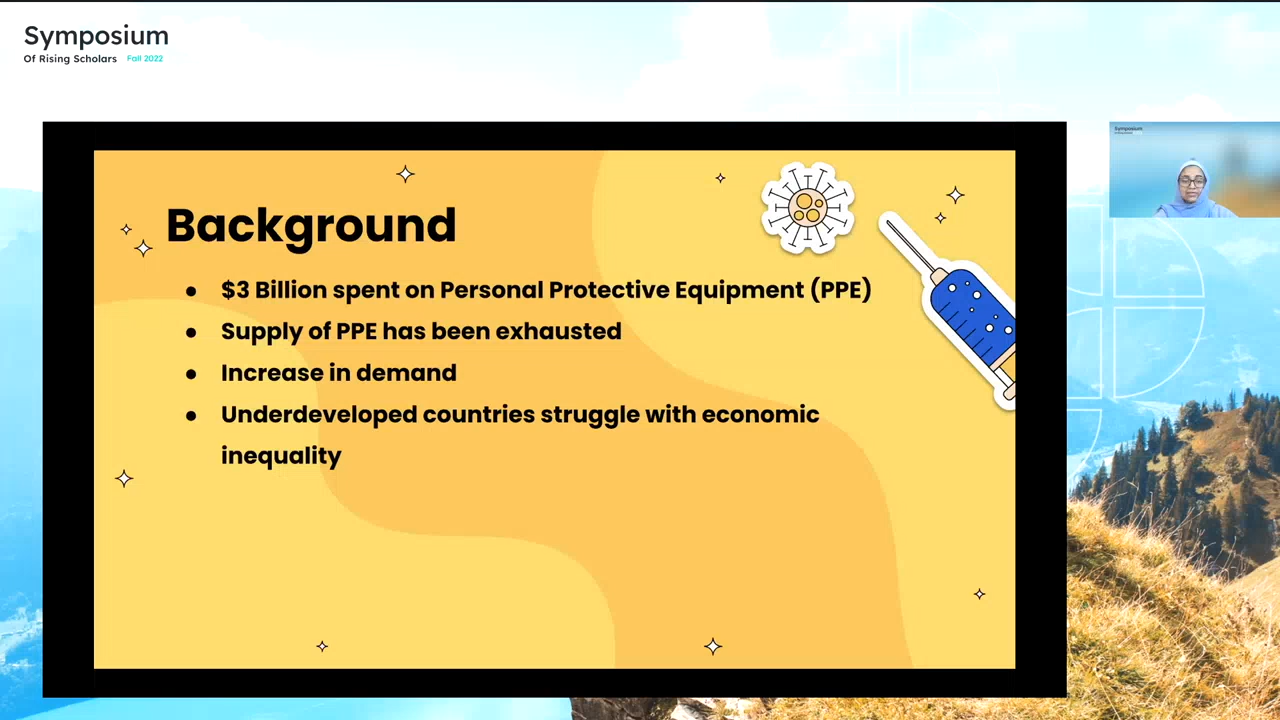 Symposium
Of Rising Scholars Fall 2022
Background
● $3 Billion spent on Personal Protective Equipment (PPE)
● Supply of PPE has been exhausted
● Increase in demand
● Underdeveloped countries struggle with economic
inequality
Symposium